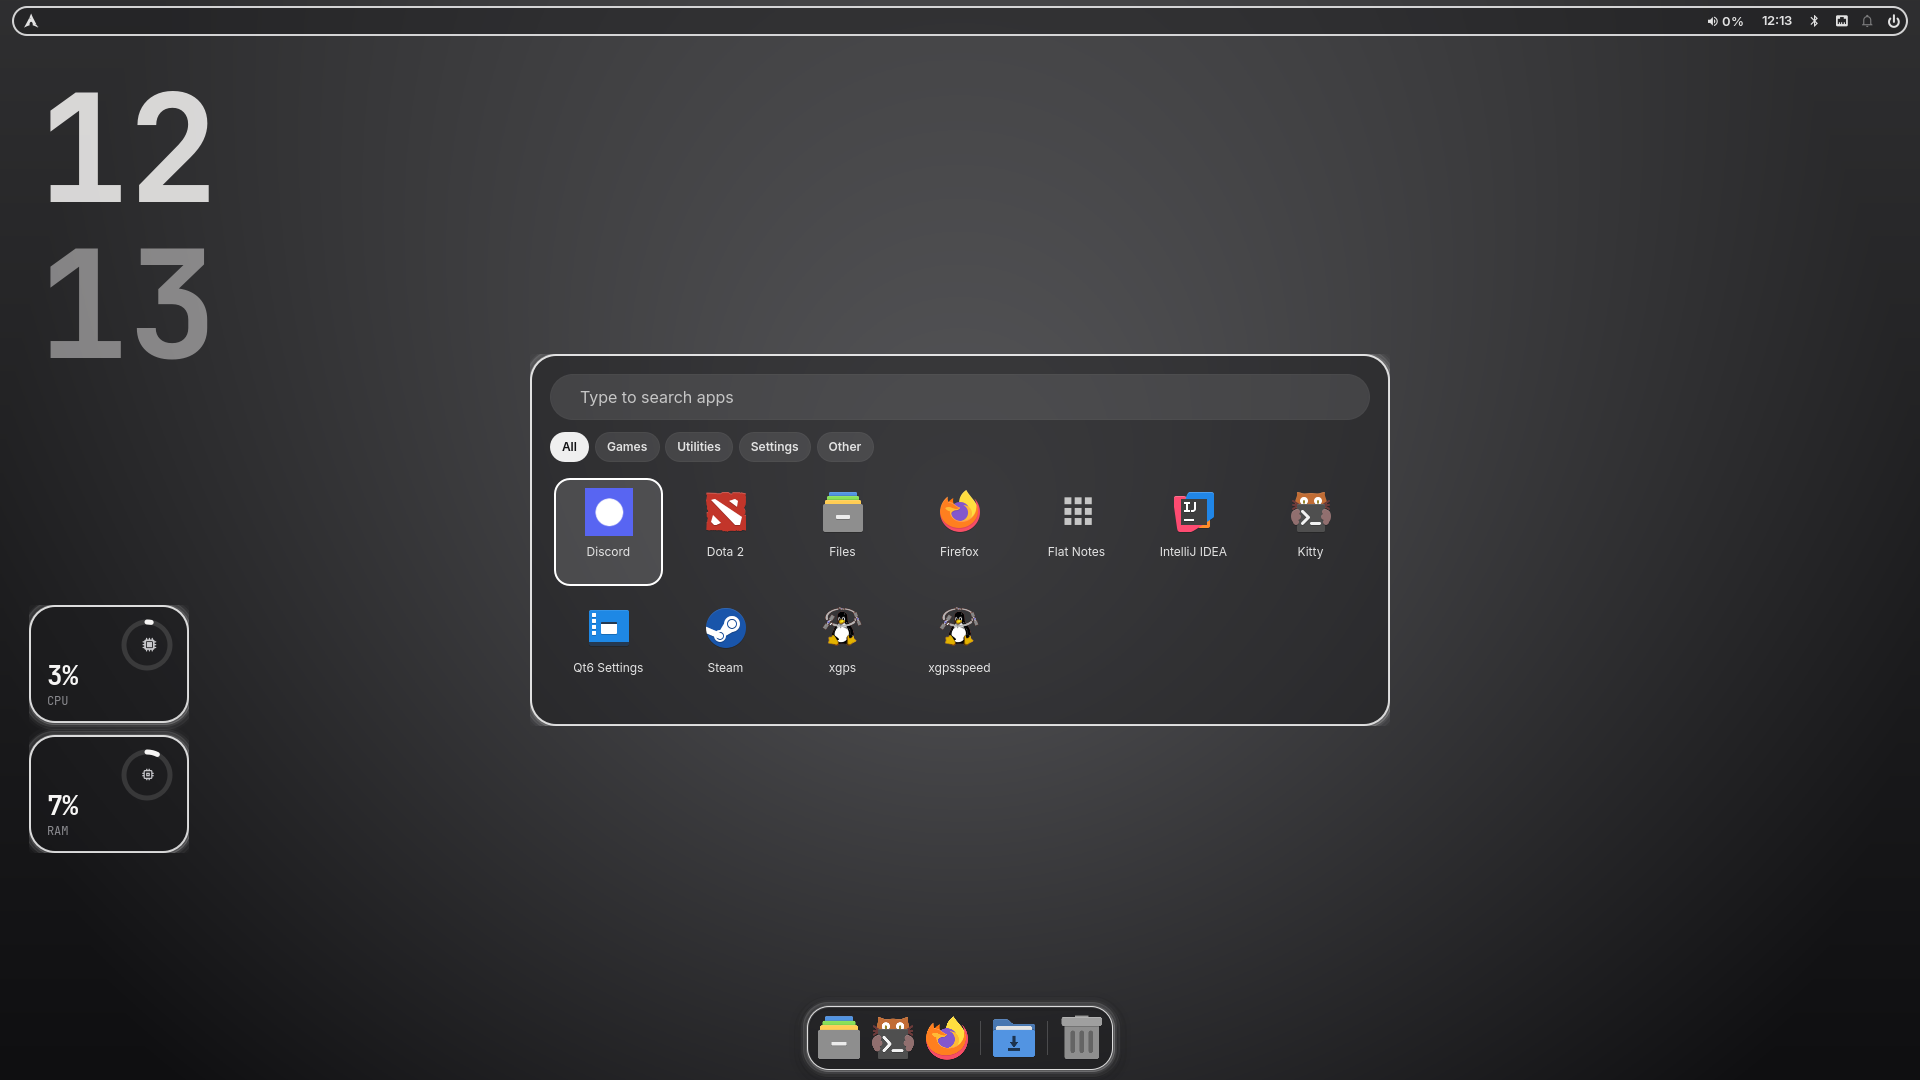 0% 12:13
12
13
Type to search apps
All Games Utilities Settings Other
Discord Dota 2 Files Firefox Flat Notes IntelliJ IDEA Kitty
Qt6 Settings Steam xgps xgpsspeed
3%
CPU
7%
RAM